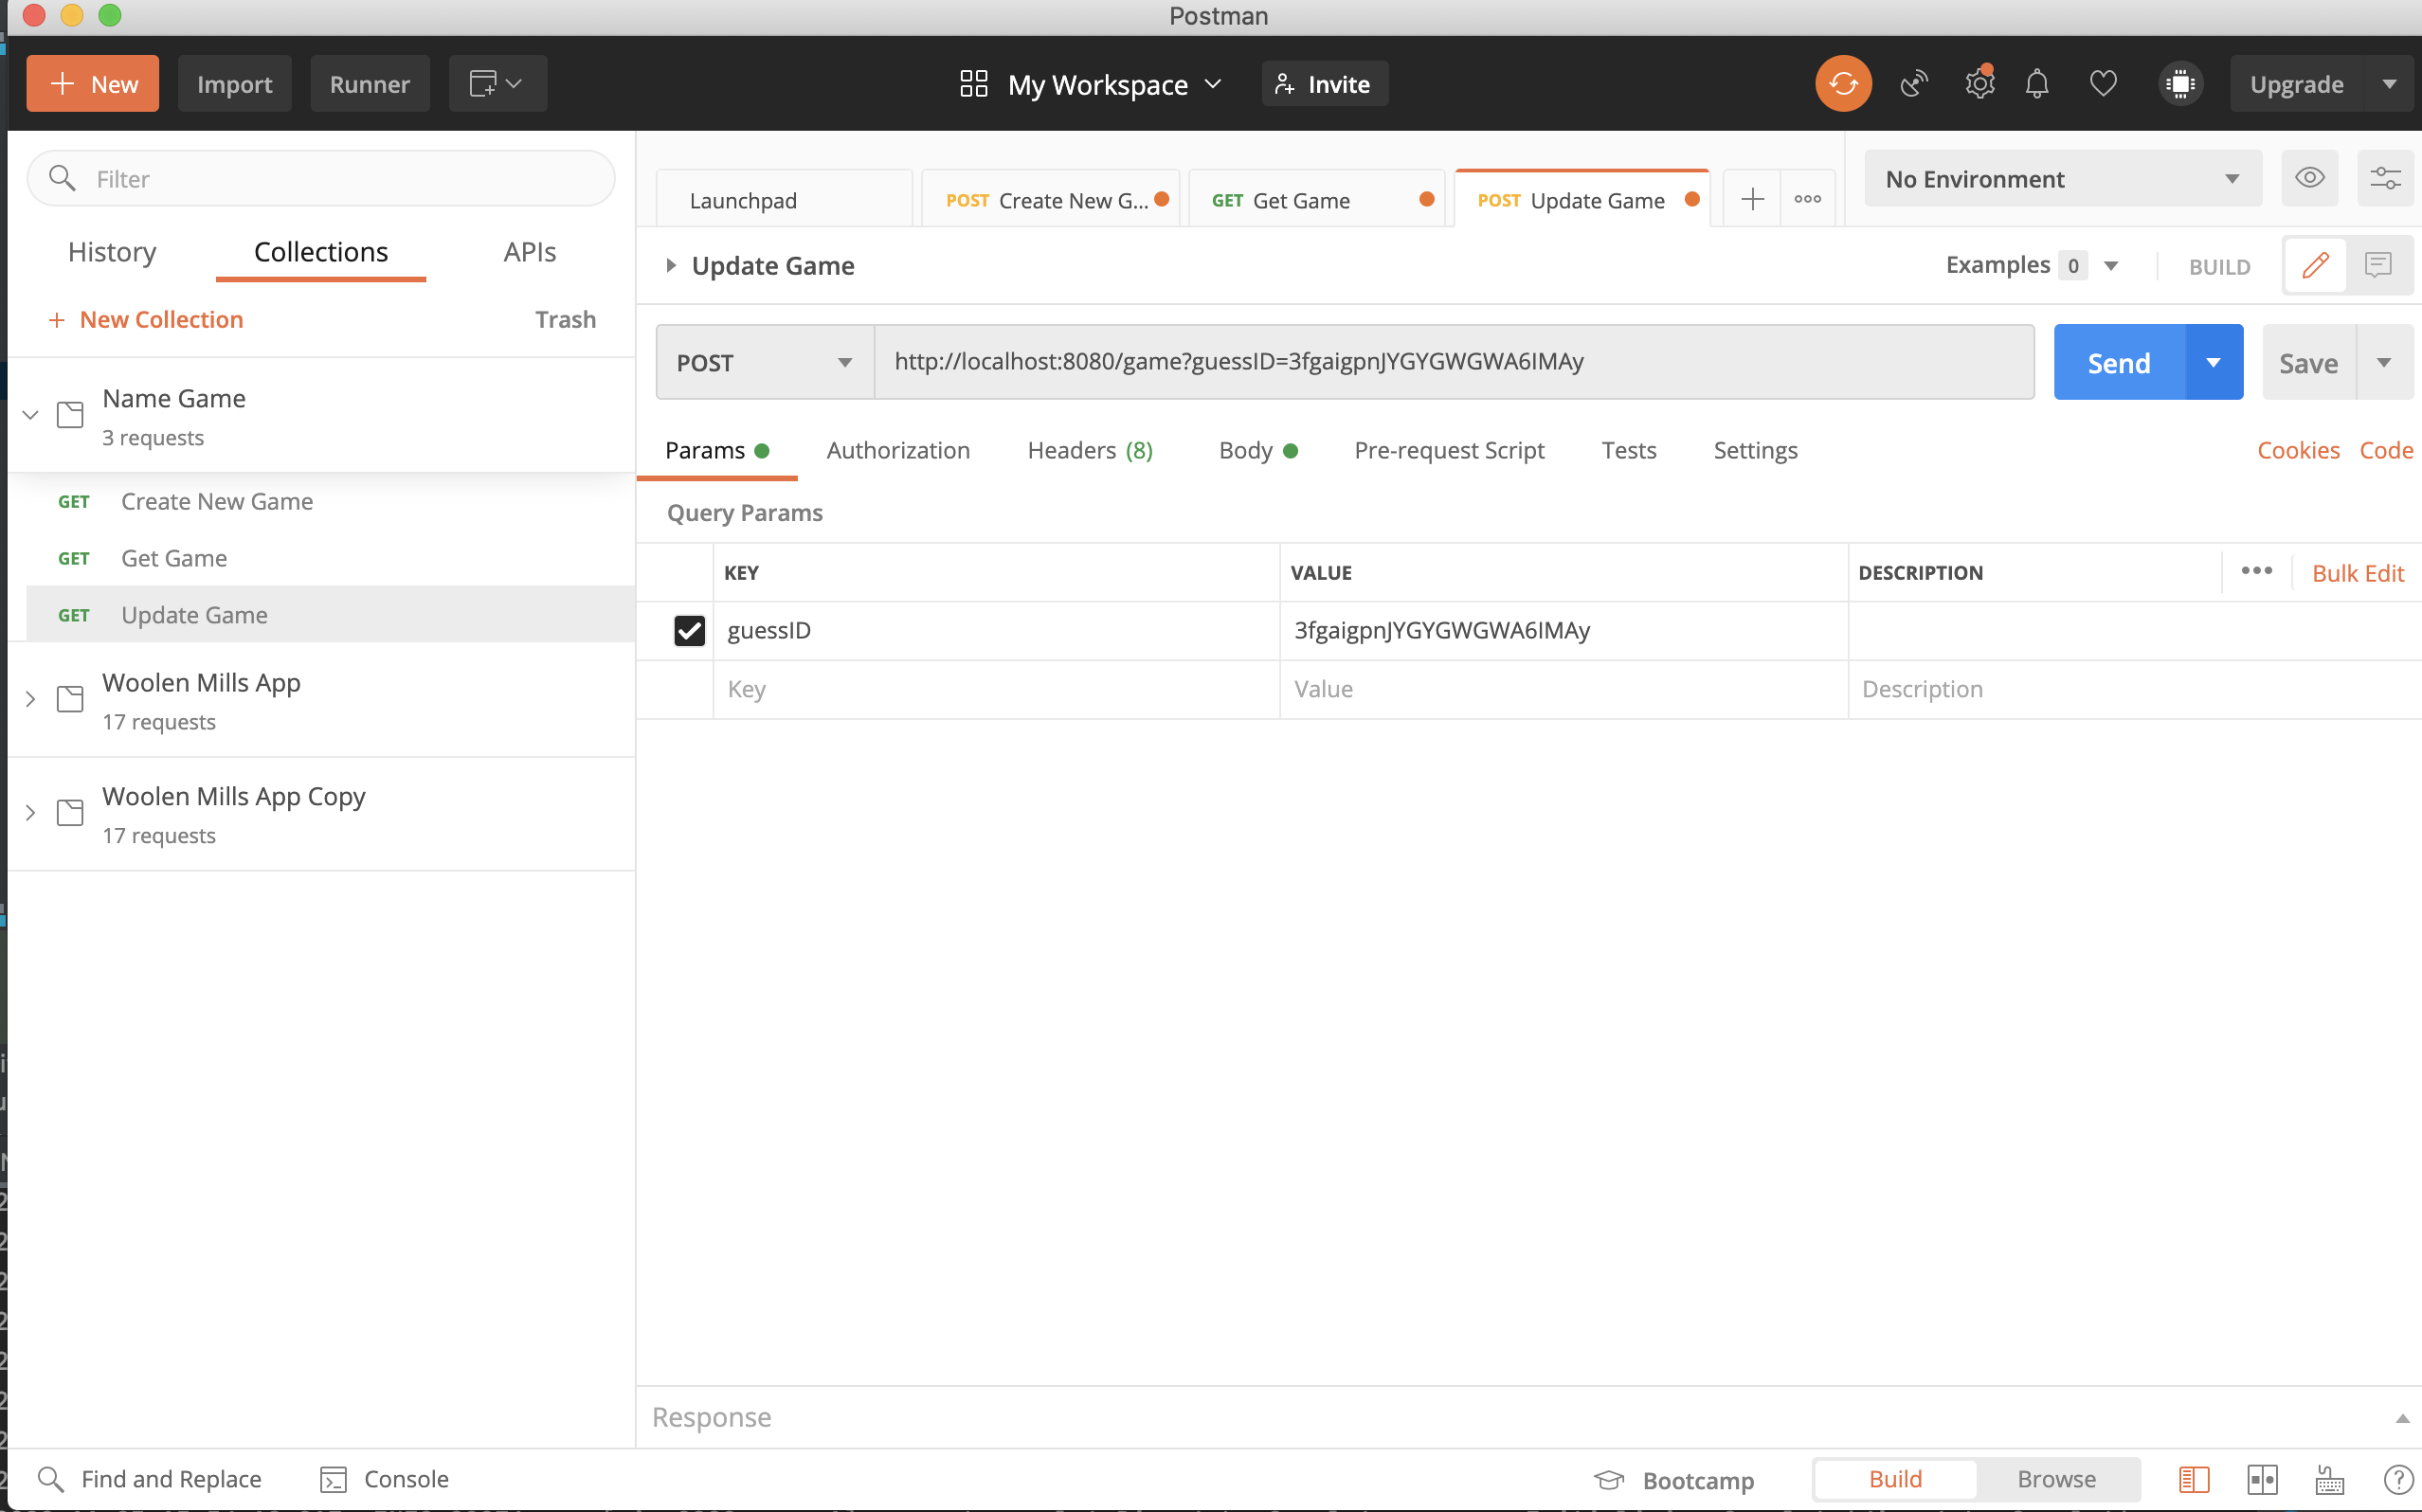 Postman
+ New
Import
Runner
My Workspace
Invite
Upgrade
Filter
History
Collections
APIs
+ New Collection
Trash
Name Game
3 requests
GET Create New Game
GET Get Game
GET Update Game
Woolen Mills App
17 requests
Woolen Mills App Copy
17 requests
Launchpad
POST Create New G...
GET Get Game
POST Update Game
No Environment
Update Game
Examples 0
BUILD
POST
http://localhost:8080/game?guessID=3fgaigpnJYGYGWGWA6IMAy
Send
Save
Params
Authorization
Headers (8)
Body
Pre-request Script
Tests
Settings
Cookies
Code
Query Params
KEY
VALUE
DESCRIPTION
Bulk Edit
guessID
3fgaigpnJYGYGWGWA6IMAy
Key
Value
Description
Response
Find and Replace
Console
Bootcamp
Build
Browse